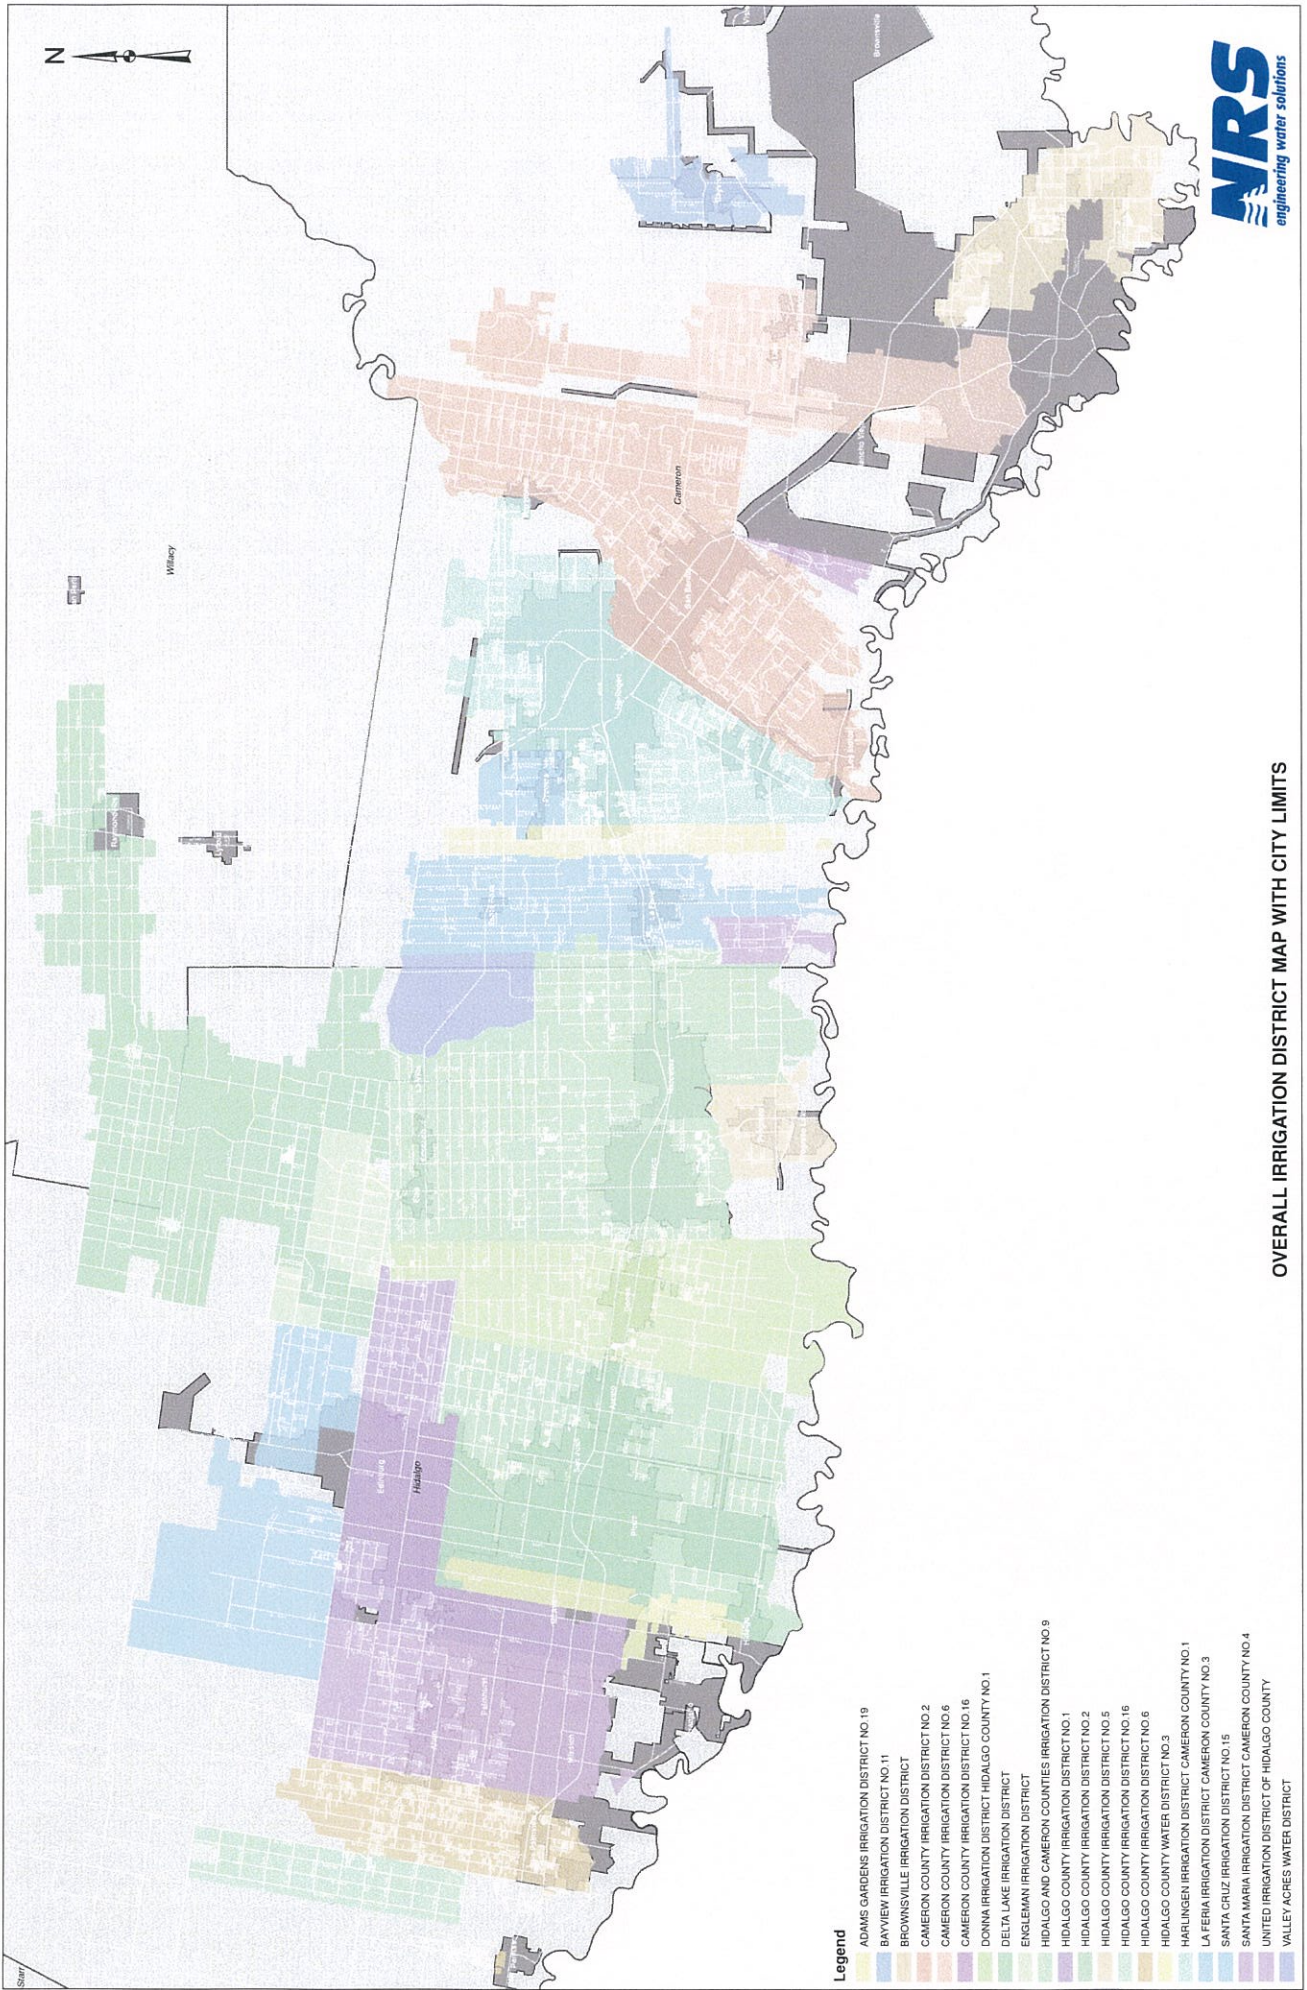 OVERALL IRRIGATION DISTRICT MAP WITH CITY LIMITS
NRS
engineering water solutions
N
Starr
Hidalgo
Willacy
Cameron
Edinburg
Brownsville
Legend
ADAMS GARDENS IRRIGATION DISTRICT NO.19
BAYVIEW IRRIGATION DISTRICT NO.11
BROWNSVILLE IRRIGATION DISTRICT
CAMERON COUNTY IRRIGATION DISTRICT NO.2
CAMERON COUNTY IRRIGATION DISTRICT NO.6
CAMERON COUNTY IRRIGATION DISTRICT NO.16
DONNA IRRIGATION DISTRICT HIDALGO COUNTY NO.1
DELTA LAKE IRRIGATION DISTRICT
ENGLEMAN IRRIGATION DISTRICT
HIDALGO AND CAMERON COUNTIES IRRIGATION DISTRICT NO.9
HIDALGO COUNTY IRRIGATION DISTRICT NO.1
HIDALGO COUNTY IRRIGATION DISTRICT NO.2
HIDALGO COUNTY IRRIGATION DISTRICT NO.5
HIDALGO COUNTY IRRIGATION DISTRICT NO.16
HIDALGO COUNTY IRRIGATION DISTRICT NO.6
HIDALGO COUNTY WATER DISTRICT NO.3
HARLINGEN IRRIGATION DISTRICT CAMERON COUNTY NO.1
LA FERIA IRRIGATION DISTRICT CAMERON COUNTY NO.3
SANTA CRUZ IRRIGATION DISTRICT NO.15
SANTA MARIA IRRIGATION DISTRICT CAMERON COUNTY NO.4
UNITED IRRIGATION DISTRICT OF HIDALGO COUNTY
VALLEY ACRES WATER DISTRICT